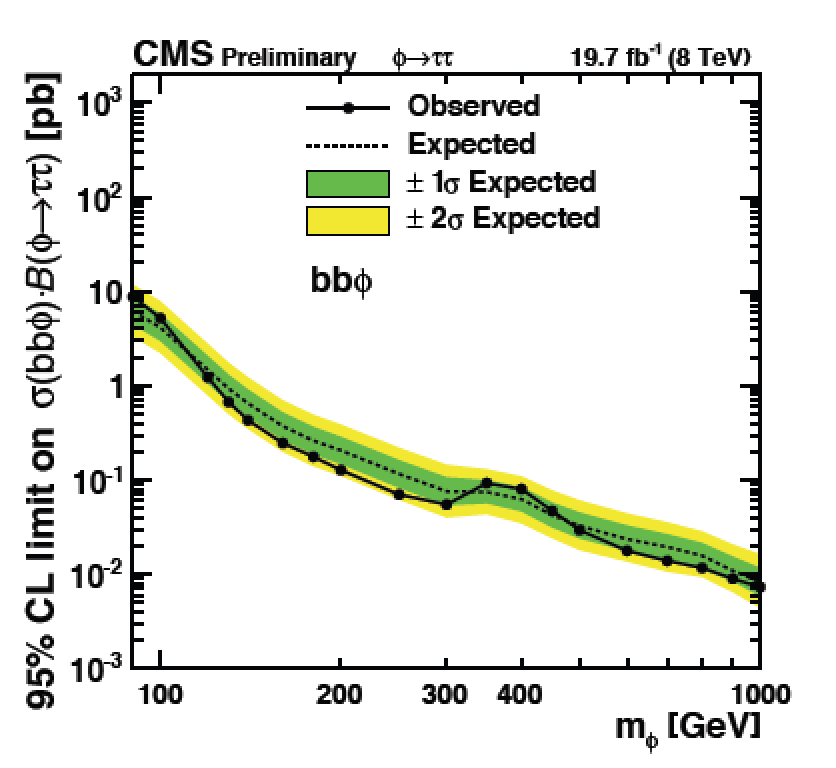 CMS Preliminary ϕ→ττ 19.7 fb⁻¹ (8 TeV)
95% CL limit on σ(bbϕ)·B(ϕ→ττ) [pb]
Observed
Expected
± 1σ Expected
± 2σ Expected
bbϕ
10³
10²
10
1
10⁻¹
10⁻²
10⁻³
100 200 300 400 1000
m_ϕ [GeV]